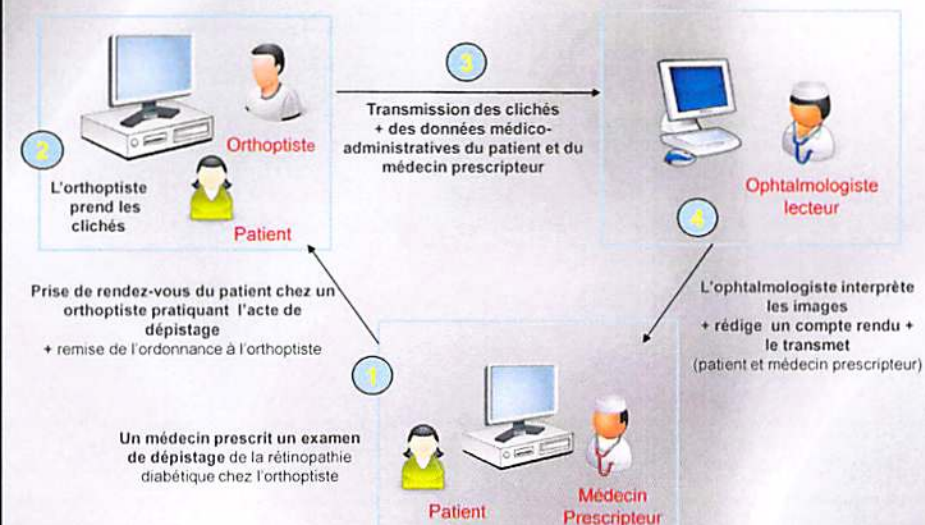 3
Transmission des clichés
+ des données médico-
administratives du patient et du
médecin prescripteur
Orthoptiste
2
L'orthoptiste
prend les
clichés
Patient
Ophtalmologiste
lecteur
4
Prise de rendez-vous du patient chez un
orthoptiste pratiquant l'acte de
dépistage
+ remise de l'ordonnance à l'orthoptiste
L'ophtalmologiste interprète
les images
+ rédige un compte rendu +
le transmet
(patient et médecin prescripteur)
1
Un médecin prescrit un examen
de dépistage de la rétinopathie
diabétique chez l'orthoptiste
Patient
Médecin
Prescripteur